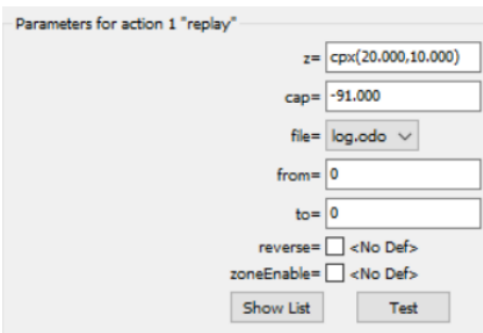 Parameters for action 1 "replay"
z= cpx(20.000,10.000)
cap= -91.000
file= log.odo
from= 0
to= 0
reverse= <No Def>
zoneEnable= <No Def>
Show List Test